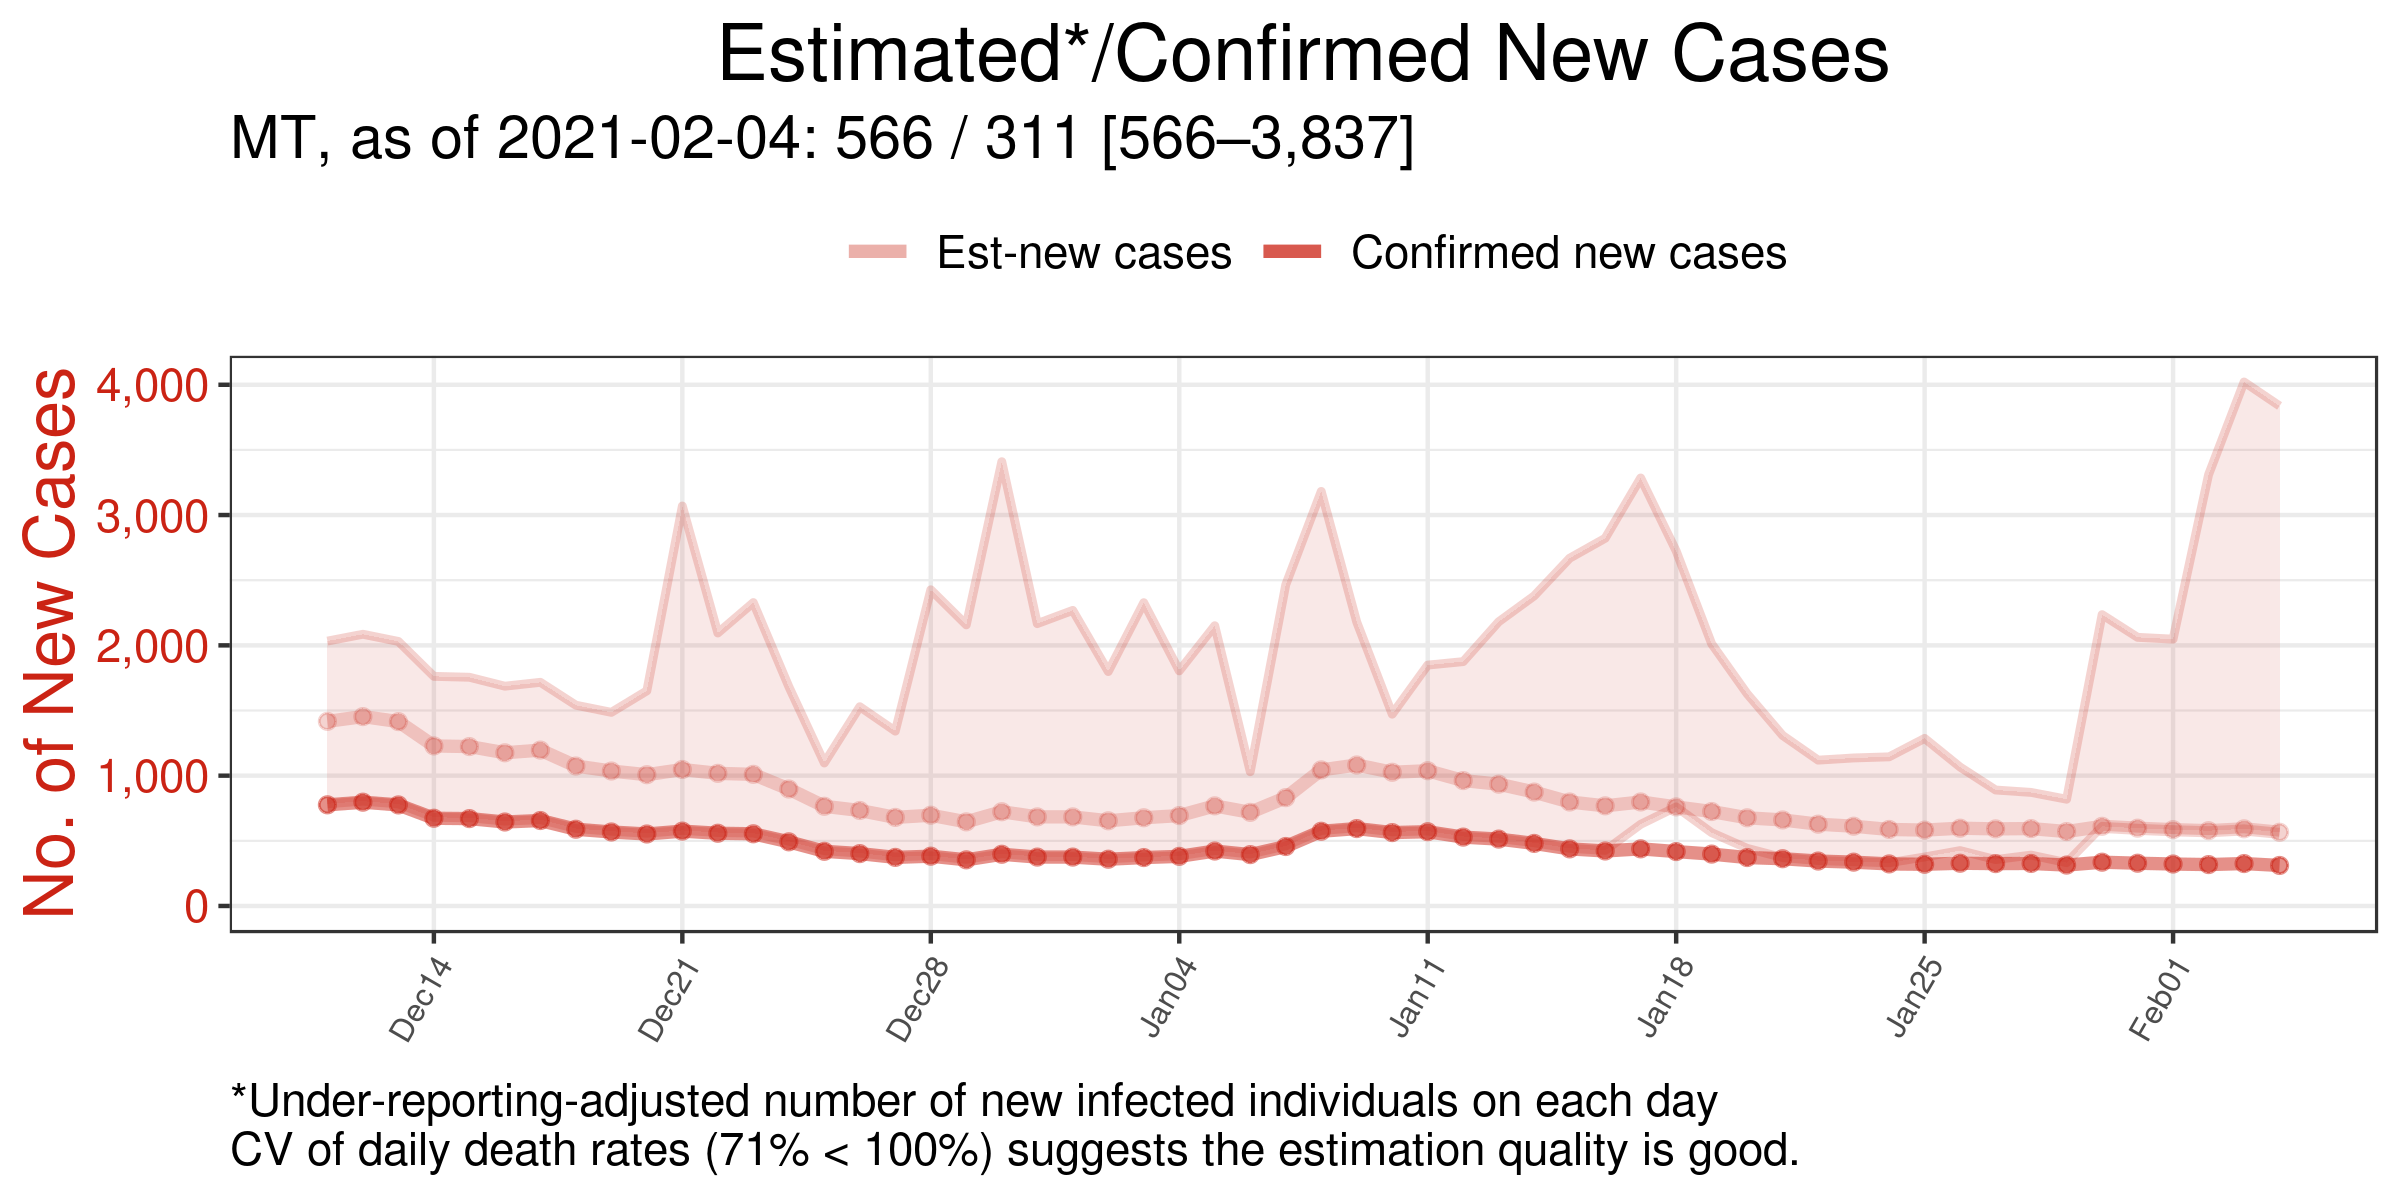 Estimated*/Confirmed New Cases
MT, as of 2021-02-04: 566 / 311 [566–3,837]
Est-new cases
Confirmed new cases
No. of New Cases
4,000
3,000
2,000
1,000
0
Dec14
Dec21
Dec28
Jan04
Jan11
Jan18
Jan25
Feb01
*Under-reporting-adjusted number of new infected individuals on each day
CV of daily death rates (71% < 100%) suggests the estimation quality is good.